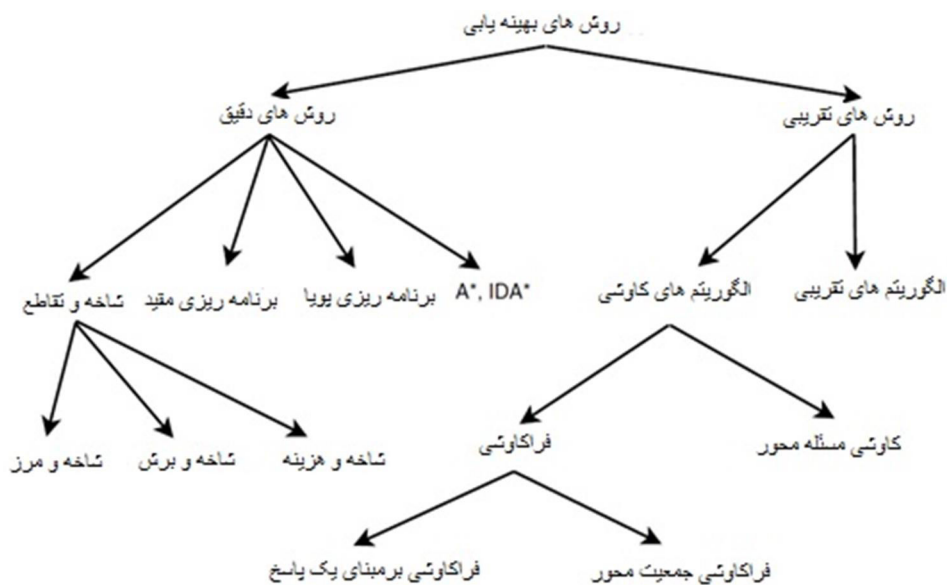 روش های بهینه یابی
روش های تقریبی
روش های دقیق
الگوریتم های تقریبی
الگوریتم های کاوشی
A*, IDA*
برنامه ریزی پویا
برنامه ریزی مقید
شاخه و تقاطع
کاوشی مسئله محور
فراکاوشی
شاخه و هزینه
شاخه و برش
شاخه و مرز
فراکاوشی جمعیت محور
فراکاوشی برمبنای یک پاسخ